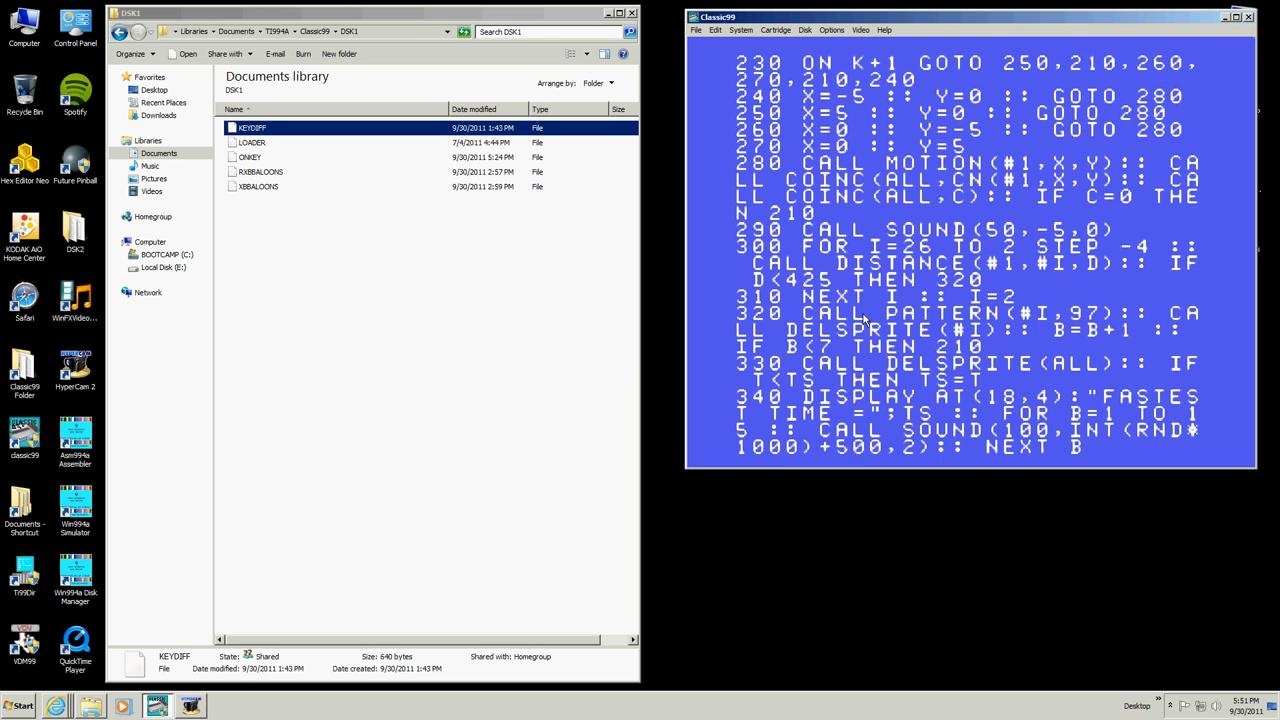 Computer
Control Panel
Recycle Bin
Spotify
Hex Editor Neo
Future Pinball
KODAK AiO Home Center
DSK2
Safari
WinFXVideo...
Classic99 Folder
HyperCam 2
classic99
Asm994a Assembler
Documents - Shortcut
Win994a Simulator
Ti99Dir
Win994a Disk Manager
VDM99
QuickTime Player
DSK1
Libraries Documents TI994A Classic99 DSK1
Search DSK1
Organize Open Share with E-mail Burn New folder
Favorites
Desktop
Recent Places
Downloads
Libraries
Documents
Music
Pictures
Videos
Homegroup
Computer
BOOTCAMP (C:)
Local Disk (E:)
Network
Documents library
DSK1
Arrange by: Folder
Name Date modified Type Size
KEYDIFF 9/30/2011 1:43 PM File
LOADER 7/4/2011 4:44 PM File
ONKEY 9/30/2011 5:24 PM File
RXBBALOONS 9/30/2011 2:57 PM File
XBBALOONS 9/30/2011 2:59 PM File
KEYDIFF State: Shared Size: 640 bytes Shared with: Homegroup
File Date modified: 9/30/2011 1:43 PM Date created: 9/30/2011 1:43 PM
Classic99
File Edit System Cartridge Disk Options Video Help
230 ON K+1 GOTO 250,210,260,
270,210,240
240 X=-5 :: Y=0 :: GOTO 280
250 X=5 :: Y=0 :: GOTO 280
260 X=0 :: Y=-5 :: GOTO 280
270 X=0 :: Y=5
280 CALL MOTION(#1,X,Y):: CA
LL COINC(ALL,CN(#1,X,Y):: CA
LL COINC(ALL,C):: IF C=0 THE
N 210
290 CALL SOUND(50,-5,0)
300 FOR I=26 TO 2 STEP -4 ::
CALL DISTANCE(#1,#I,D):: IF
D<425 THEN 320
310 NEXT I :: I=2
320 CALL PATTERN(#I,97):: CA
LL DELSPRITE(#I):: B=B+1 ::
IF B<7 THEN 210
330 CALL DELSPRITE(ALL):: IF
T<TS THEN TS=T
340 DISPLAY AT(18,4):"FASTES
T TIME =";TS :: FOR B=1 TO 1
5 :: CALL SOUND(100,INT(RND*
1000)+500,2):: NEXT B
Start
Desktop
5:51 PM
9/30/2011